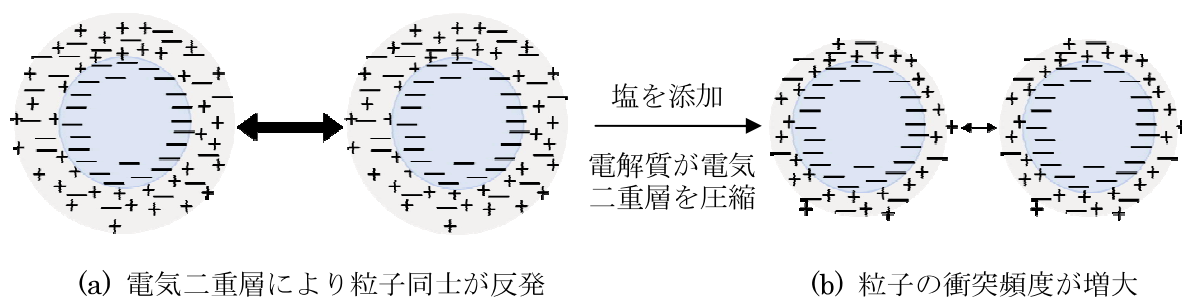 塩を添加
電解質が電気
二重層を圧縮
(a) 電気二重層により粒子同士が反発
(b) 粒子の衝突頻度が増大